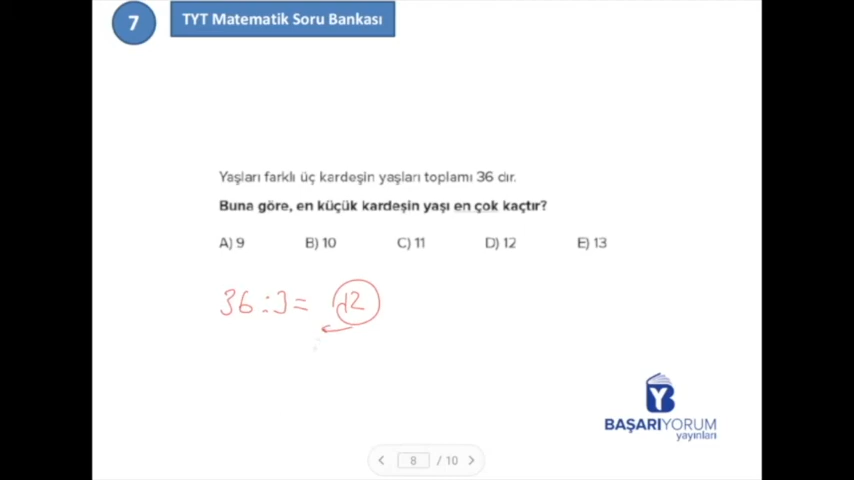 7
TYT Matematik Soru Bankası
Yaşları farklı üç kardeşin yaşları toplamı 36 dır.
Buna göre, en küçük kardeşin yaşı en çok kaçtır?
A) 9 B) 10 C) 11 D) 12 E) 13
36 : 3 = 12
BAŞARIYORUM
yayınları
8 / 10